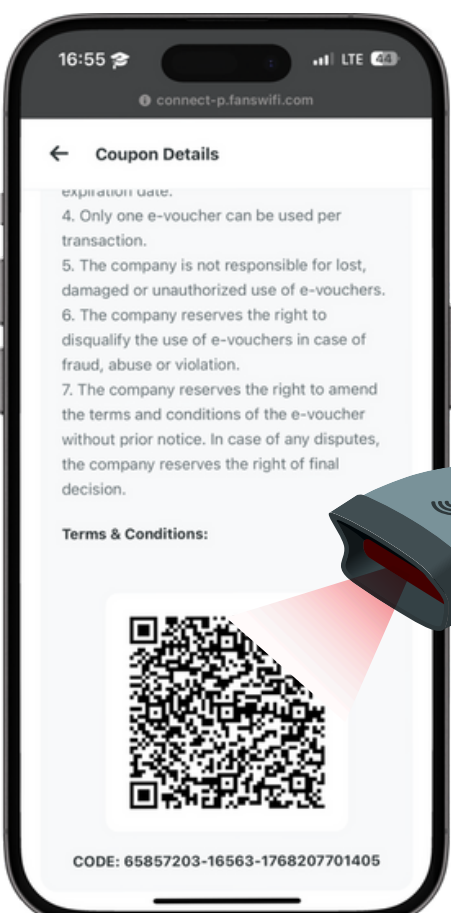 16:55
LTE 44
connect-p.fanswifi.com
Coupon Details
expiration date.
4. Only one e-voucher can be used per
transaction.
5. The company is not responsible for lost,
damaged or unauthorized use of e-vouchers.
6. The company reserves the right to
disqualify the use of e-vouchers in case of
fraud, abuse or violation.
7. The company reserves the right to amend
the terms and conditions of the e-voucher
without prior notice. In case of any disputes,
the company reserves the right of final
decision.
Terms & Conditions:
CODE: 65857203-16563-1768207701405